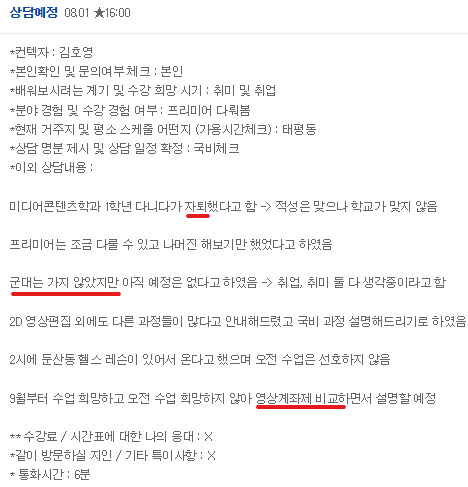 상담예정 08.01 ★16:00
*컨텍자 : 김호영
*본인확인 및 문의여부 체크 : 본인
*배워보시려는 계기 및 수강 희망 시기 : 취미 및 취업
*분야 경험 및 수강 경험 여부 : 프리미어 다뤄봄
*현재 거주지 및 평소 스케줄 어떤지 (가용시간체크) : 태평동
*상담 명분 제시 및 상담 일정 확정 : 국비체크
*이외 상담내용 :
미디어콘텐츠학과 1학년 다니다가 자퇴했다고 함 -> 적성은 맞으나 학교가 맞지 않음
프리미어는 조금 다룰 수 있고 나머진 해보기만 했었다고 하였음
군대는 가지 않았지만 아직 예정은 없다고 하였음 -> 취업, 취미 둘 다 생각중이라고 함
2D 영상편집 외에도 다른 과정들이 많다고 안내해드렸고 국비 과정 설명해드리기로 하였음
2시에 둔산동 헬스 레슨이 있어서 온다고 했으며 오전 수업은 선호하지 않음
9월부터 수업 희망하고 오전 수업 희망하지 않아 영상계좌제 비교하면서 설명할 예정
** 수강료 / 시간표에 대한 나의 응대 : X
*같이 방문하실 지인 / 기타 특이사항 : X
* 통화시간 : 6분